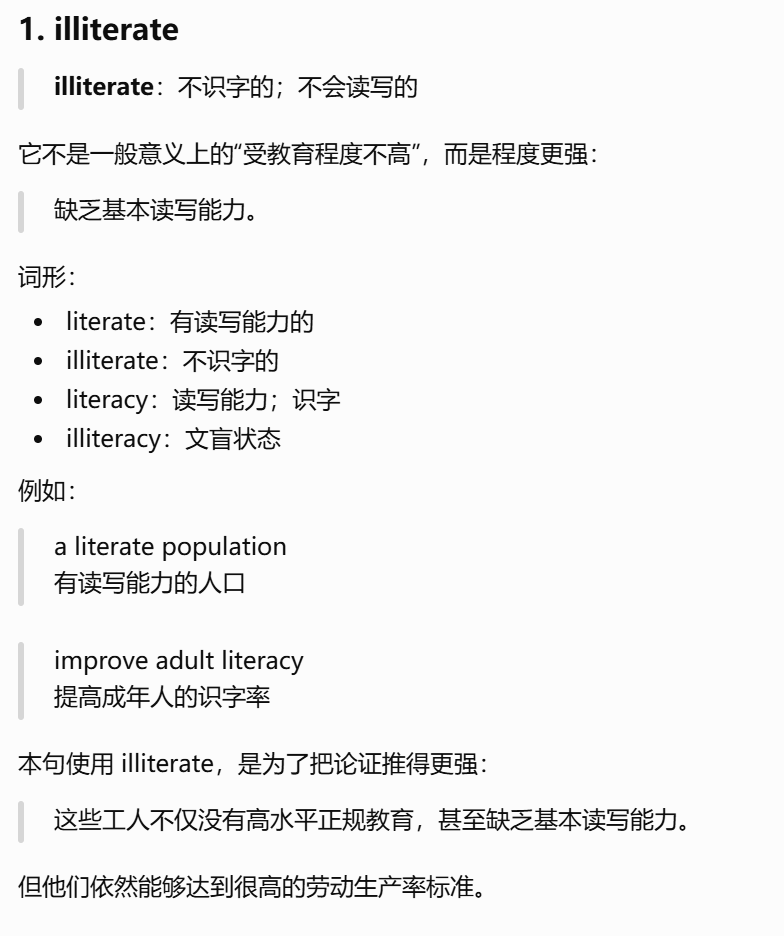 1. illiterate
illiterate：不识字的；不会读写的
它不是一般意义上的“受教育程度不高”，而是程度更强：
缺乏基本读写能力。
词形：
• literate：有读写能力的
• illiterate：不识字的
• literacy：读写能力；识字
• illiteracy：文盲状态
例如：
a literate population
有读写能力的人口
improve adult literacy
提高成年人的识字率
本句使用 illiterate，是为了把论证推得更强：
这些工人不仅没有高水平正规教育，甚至缺乏基本读写能力。
但他们依然能够达到很高的劳动生产率标准。